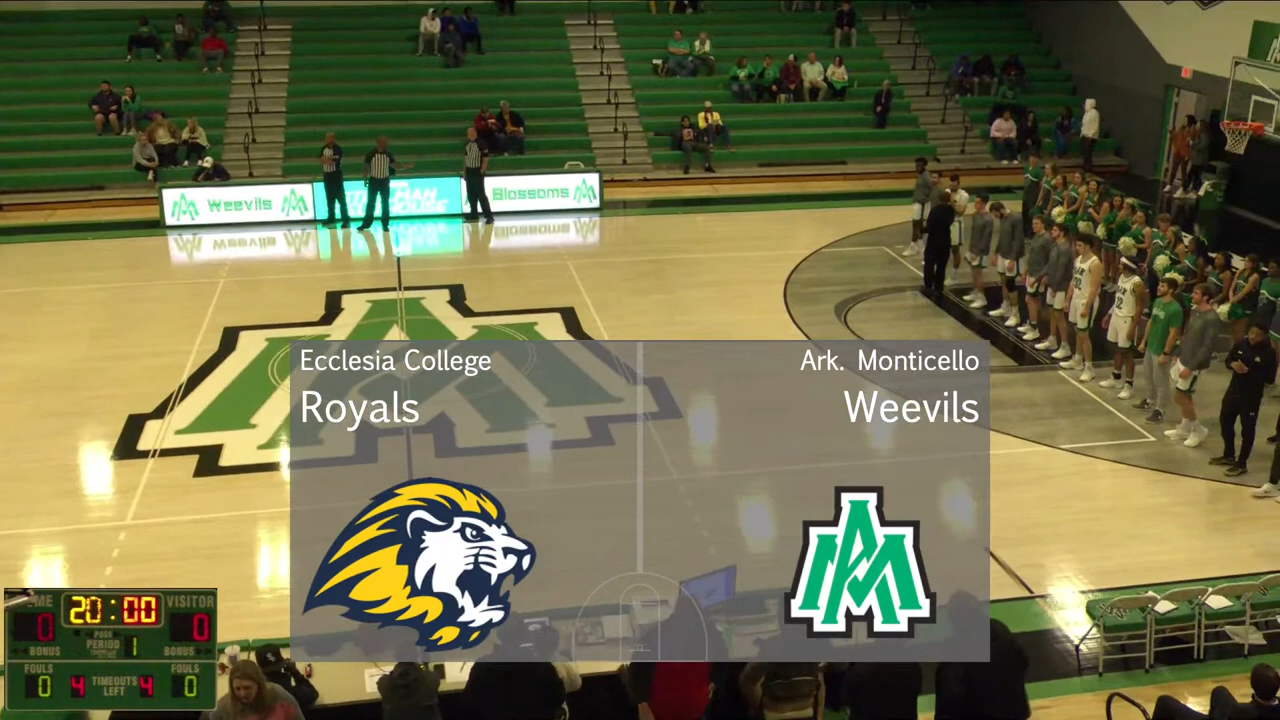 Weevils
Blossoms
Ecclesia College
Royals
Ark. Monticello
Weevils
20:00
VISITOR
0
0
PERIOD
1
BONUS
BONUS
FOULS
FOULS
0
4
TIMEOUTS
LEFT
4
0